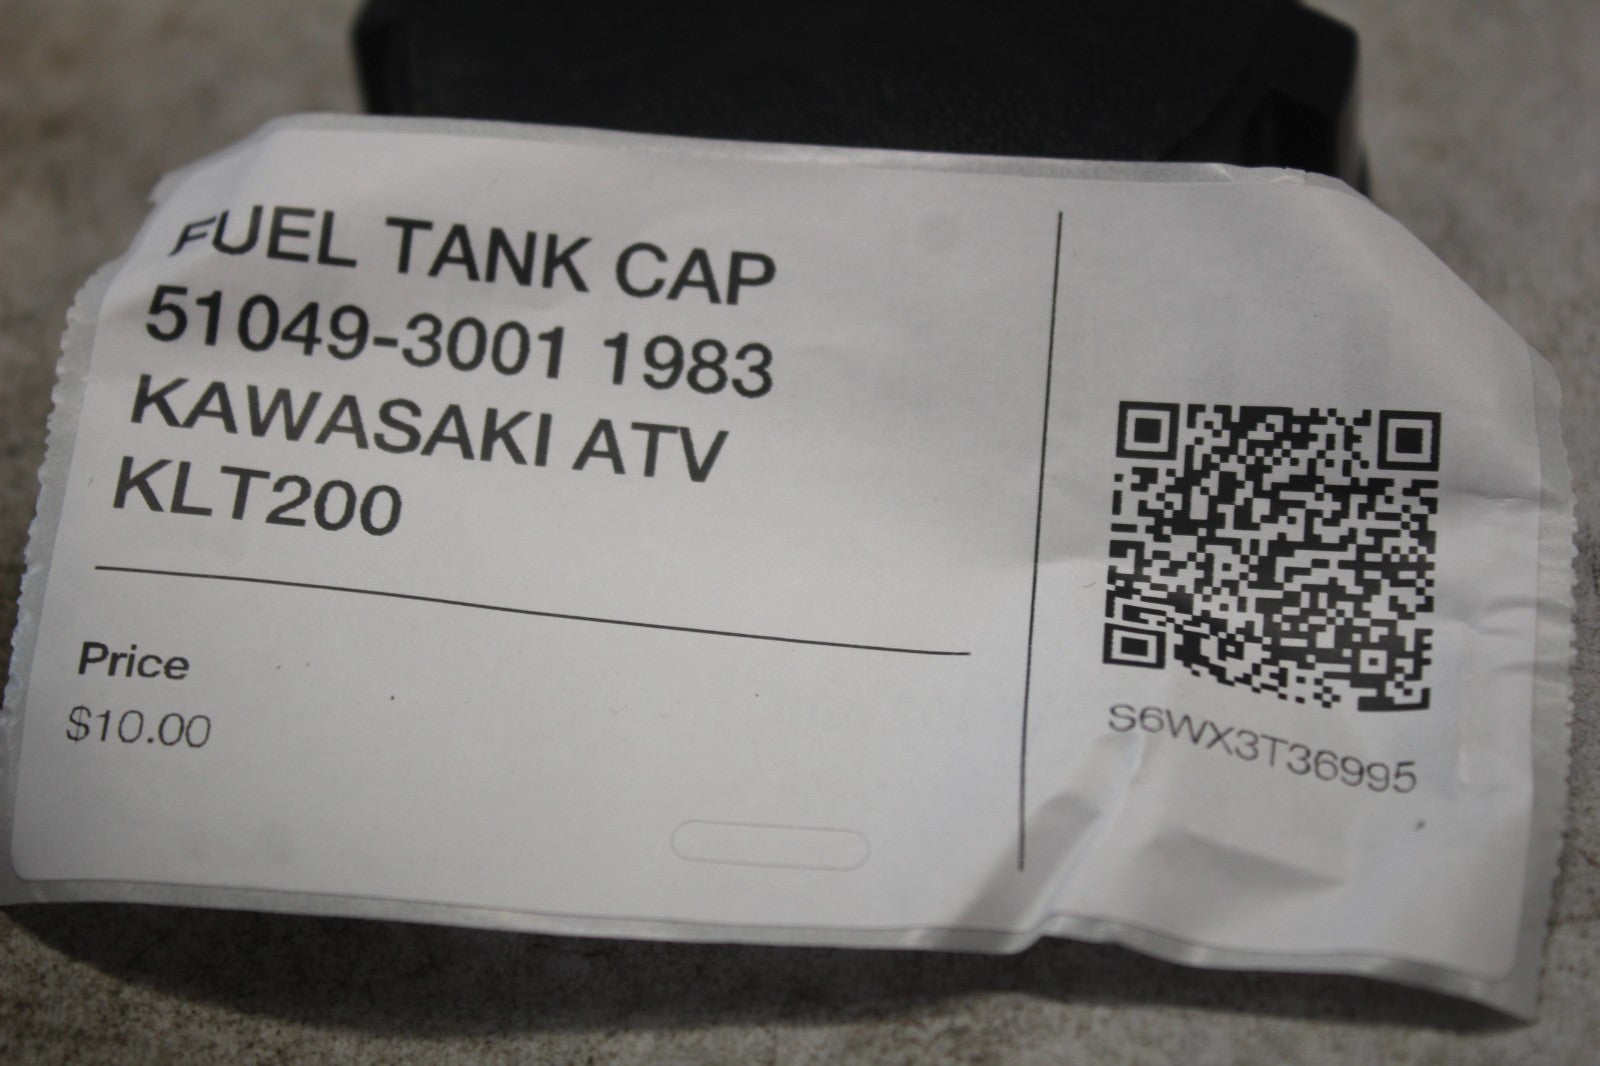 FUEL TANK CAP
51049-3001 1983
KAWASAKI ATV
KLT200
Price
$10.00
S6WX3T36995